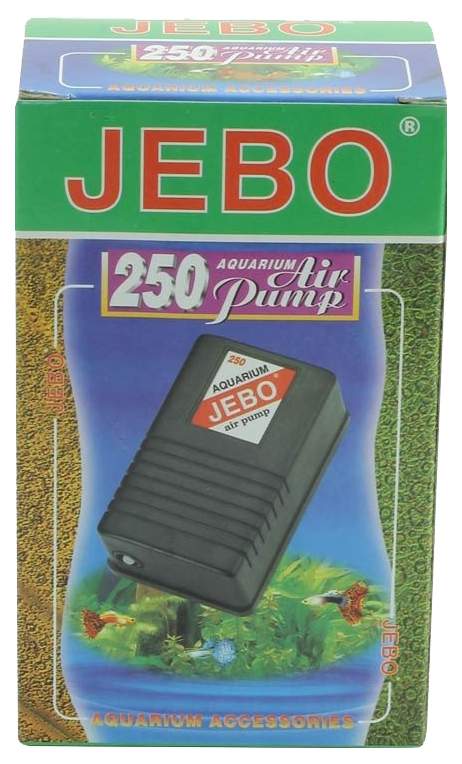 JEBO
250 AQUARIUM Air Pump
AQUARIUM ACCESSORIES
JEBO®
250 AQUARIUM Air
Pump
250
AQUARIUM
JEBO®
air pump
JEBO
JEBO
AQUARIUM ACCESSORIES